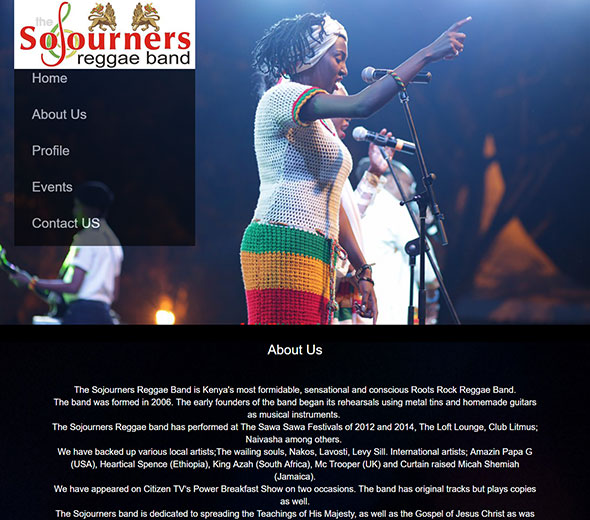 the
Sojourners
reggae band
Home
About Us
Profile
Events
Contact US
About Us
The Sojourners Reggae Band is Kenya's most formidable, sensational and conscious Roots Rock Reggae Band.
The band was formed in 2006. The early founders of the band began its rehearsals using metal tins and homemade guitars
as musical instruments.
The Sojourners Reggae band has performed at The Sawa Sawa Festivals of 2012 and 2014, The Loft Lounge, Club Litmus;
Naivasha among others.
We have backed up various local artists;The wailing souls, Nakos, Lavosti, Levy Sill. International artists; Amazin Papa G
(USA), Heartical Spence (Ethiopia), King Azah (South Africa), Mc Trooper (UK) and Curtain raised Micah Shemiah
(Jamaica).
We have appeared on Citizen TV's Power Breakfast Show on two occasions. The band has original tracks but plays copies
as well.
The Sojourners band is dedicated to spreading the Teachings of His Majesty, as well as the Gospel of Jesus Christ as was